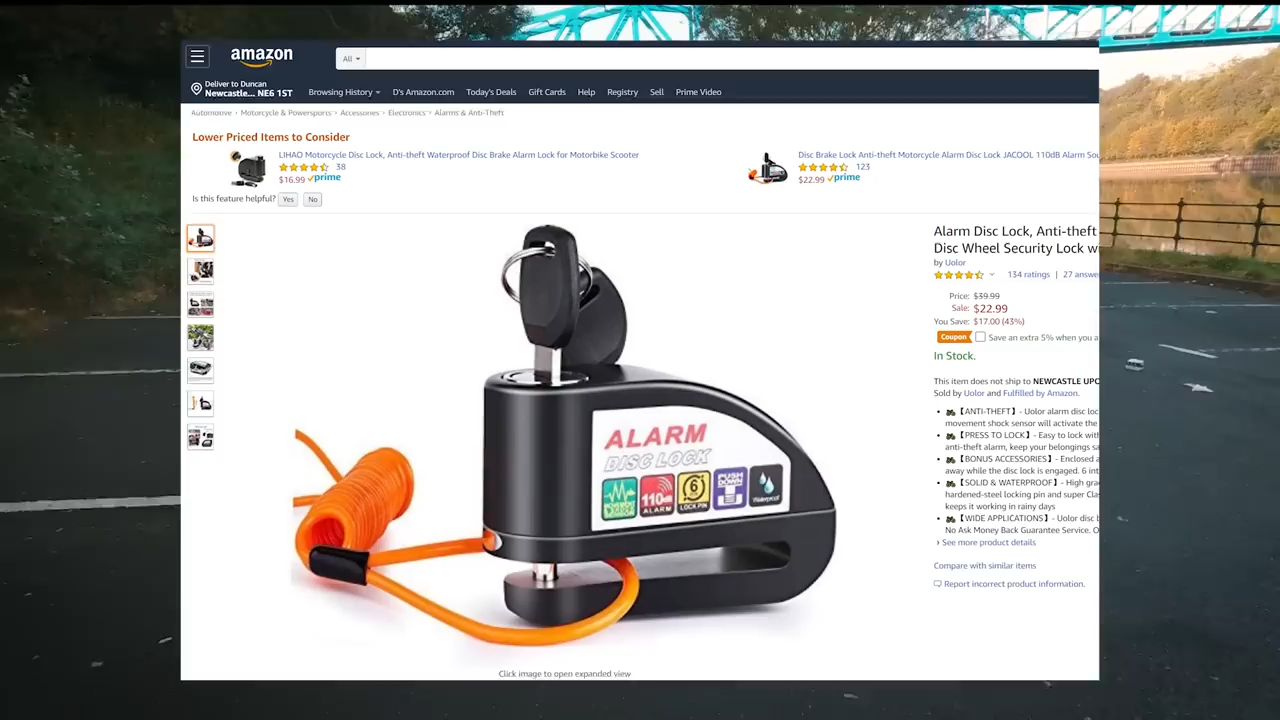 amazon
All
Deliver to Duncan
Newcastle... NE6 1ST
Browsing History
D's Amazon.com
Today's Deals
Gift Cards
Help
Registry
Sell
Prime Video
Automotive › Motorcycle & Powersports › Accessories › Electronics › Alarms & Anti-Theft
Lower Priced Items to Consider
LIHAO Motorcycle Disc Lock, Anti-theft Waterproof Disc Brake Alarm Lock for Motorbike Scooter
38
$16.99 prime
Disc Brake Lock Anti-theft Motorcycle Alarm Disc Lock JACOOL 110dB Alarm Sou
123
$22.99 prime
Is this feature helpful? Yes No
ALARM
DISC LOCK
110dB
ALARM
6
LOCK PIN
PUSH
DOWN
Waterproof
Click image to open expanded view
Alarm Disc Lock, Anti-theft
Disc Wheel Security Lock w
by Uolor
134 ratings | 27 answe
Price: $39.99
Sale: $22.99
You Save: $17.00 (43%)
Coupon Save an extra 5% when you a
In Stock.
This item does not ship to NEWCASTLE UPO
Sold by Uolor and Fulfilled by Amazon.
• 【ANTI-THEFT】- Uolor alarm disc loc
movement shock sensor will activate the
• 【PRESS TO LOCK】- Easy to lock with
anti-theft alarm, keep your belongings sa
• 【BONUS ACCESSORIES】- Enclosed a
away while the disc lock is engaged. 6 int
• 【SOLID & WATERPROOF】- High gra
hardened-steel locking pin and super Cla
keeps it working in rainy days
• 【WIDE APPLICATIONS】- Uolor disc b
No Ask Money Back Guarantee Service. O
› See more product details
Compare with similar items
Report incorrect product information.